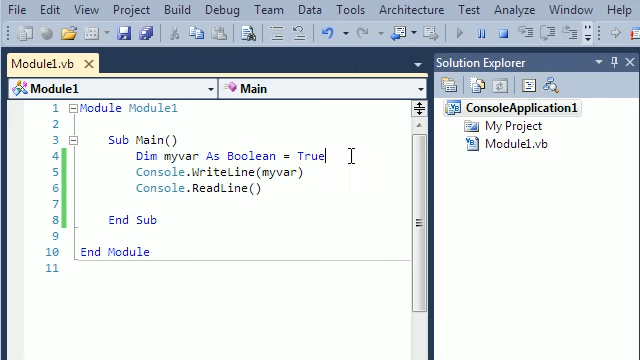 File Edit View Project Build Debug Team Data Tools Architecture Test Analyze Window Help
Module1.vb
Module1 Main
1 Module Module1
2
3 Sub Main()
4 Dim myvar As Boolean = True
5 Console.WriteLine(myvar)
6 Console.ReadLine()
7
8 End Sub
9
10 End Module
11
Solution Explorer
ConsoleApplication1
My Project
Module1.vb